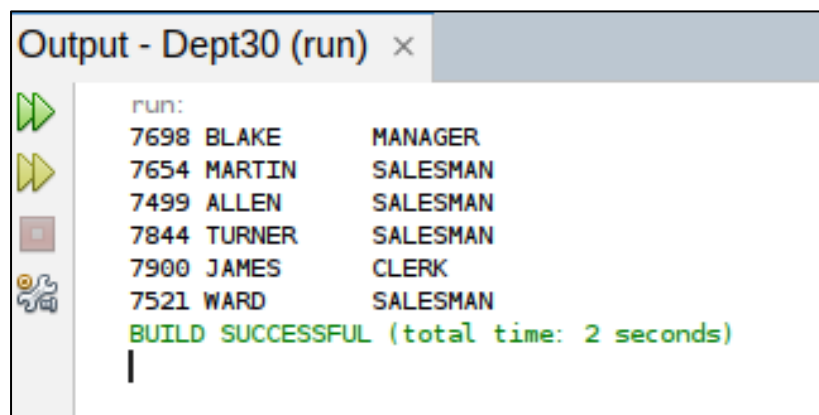 Output - Dept30 (run) ×
run:
7698 BLAKE      MANAGER
7654 MARTIN     SALESMAN
7499 ALLEN      SALESMAN
7844 TURNER     SALESMAN
7900 JAMES      CLERK
7521 WARD       SALESMAN
BUILD SUCCESSFUL (total time: 2 seconds)